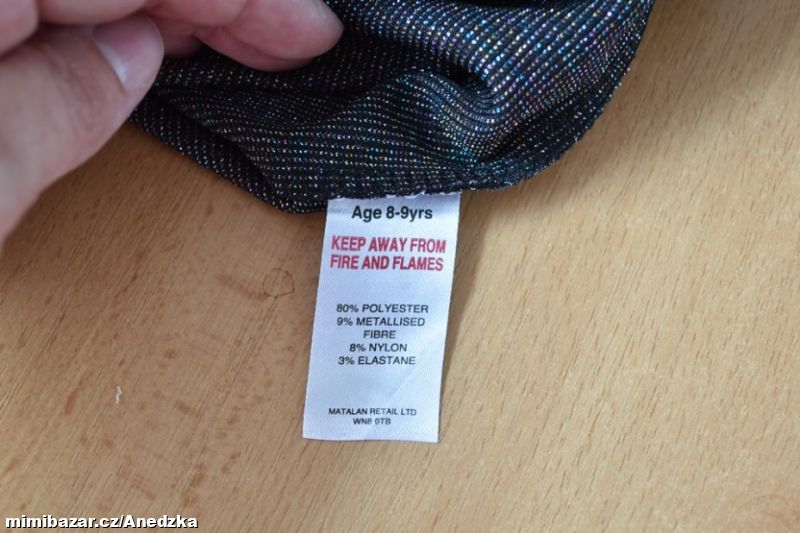 Age 8-9yrs
KEEP AWAY FROM
FIRE AND FLAMES
80% POLYESTER
9% METALLISED
FIBRE
8% NYLON
3% ELASTANE
MATALAN RETAIL LTD
WN8 0TB
mimibazar.cz/Anedzka